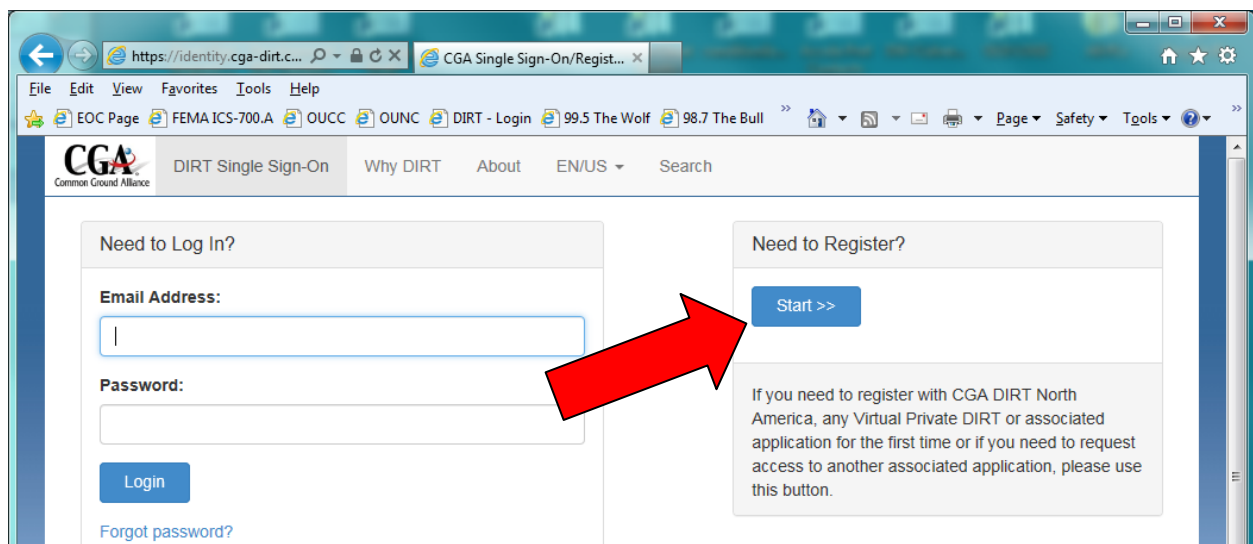 https://identity.cga-dirt.c...
CGA Single Sign-On/Regist...
File Edit View Favorites Tools Help
EOC Page FEMA ICS-700.A OUCC OUNC DIRT - Login 99.5 The Wolf 98.7 The Bull » Page Safety Tools »
CGA
Common Ground Alliance
DIRT Single Sign-On Why DIRT About EN/US Search
Need to Log In?
Email Address:
Password:
Login
Forgot password?
Need to Register?
Start >>
If you need to register with CGA DIRT North
America, any Virtual Private DIRT or associated
application for the first time or if you need to request
access to another associated application, please use
this button.